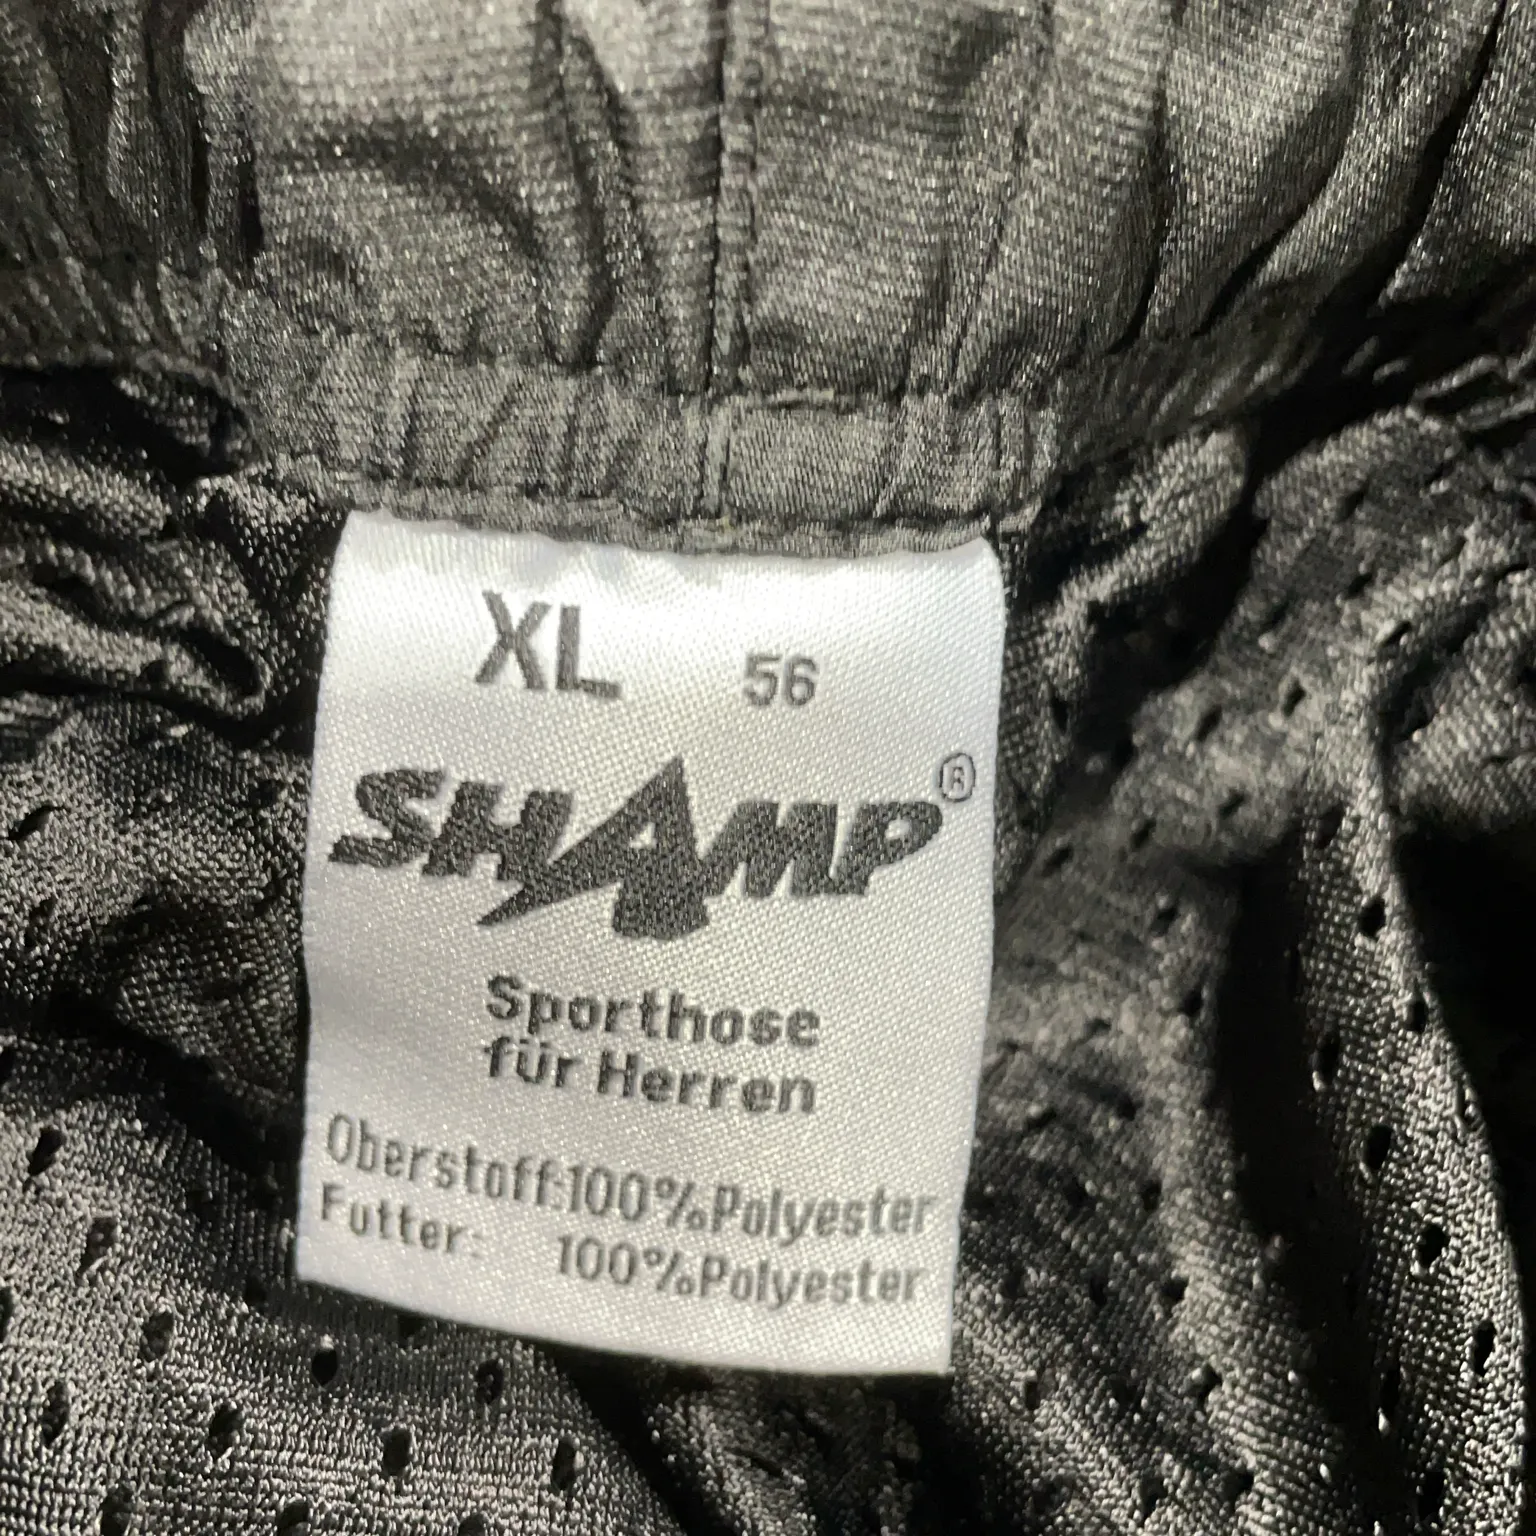 XL 56
SHAMP®
Sporthose
für Herren
Oberstoff:100%Polyester
Futter: 100%Polyester